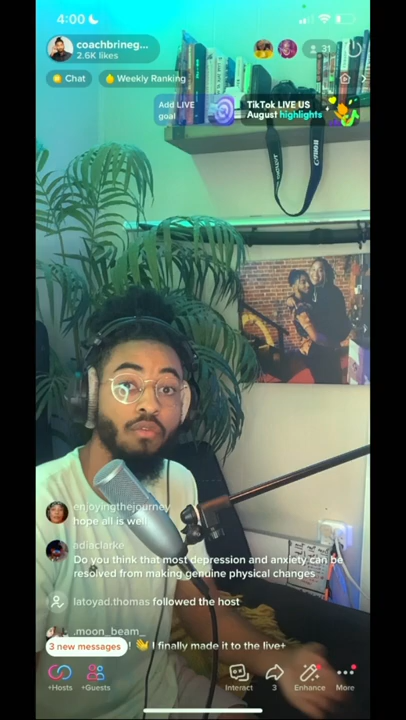 4:00
coachbrineg...
2.6K likes
31
Chat
Weekly Ranking
Add LIVE
goal
TikTok LIVE US
August highlights
Canon
enjoyingthejourney
hope all is well
adiaclarke
Do you think that most depression and anxiety can be
resolved from making genuine physical changes
latoyad.thomas followed the host
.moon_beam_
3 new messages
! 👋 I finally made it to the live+
+Hosts
+Guests
Interact
3
Enhance
More